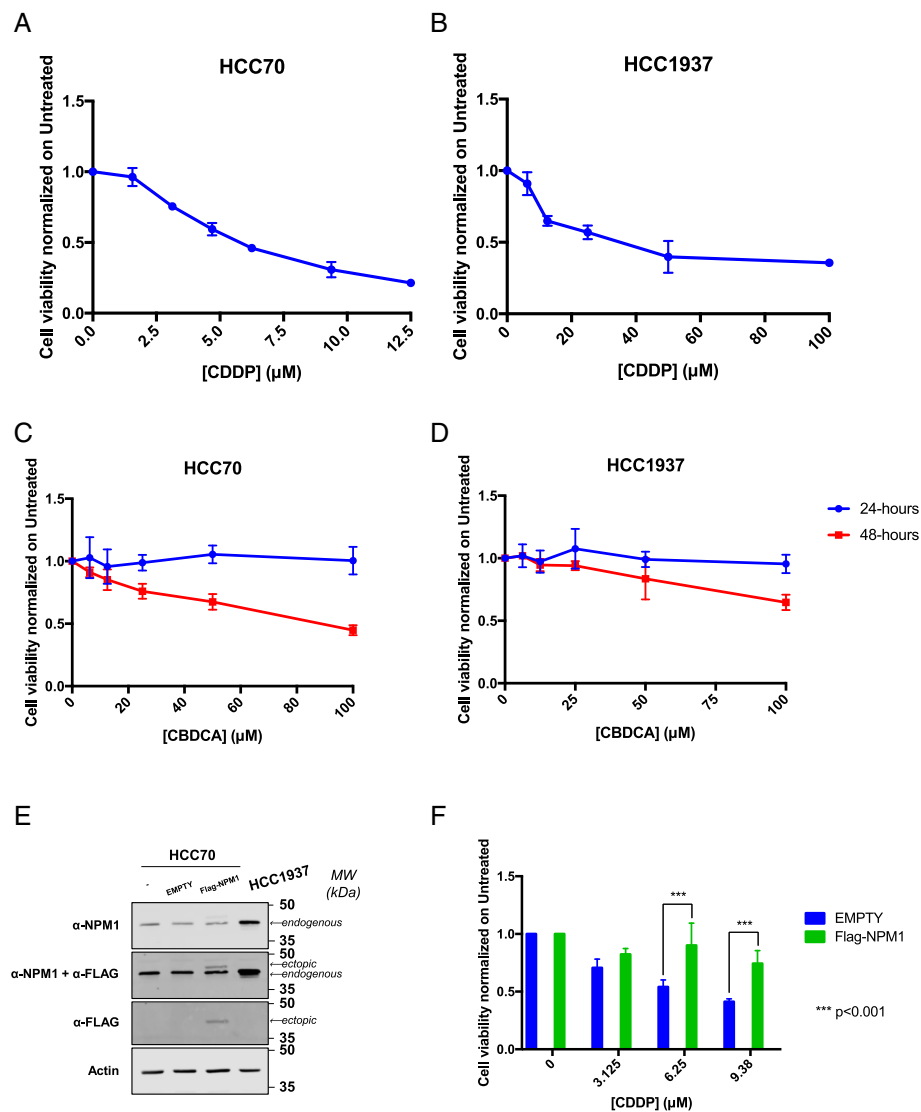 A
HCC70
Cell viability normalized on Untreated
1.5
1.0
0.5
0.0
0.0
2.5
5.0
7.5
10.0
12.5
[CDDP] (µM)
B
HCC1937
Cell viability normalized on Untreated
1.5
1.0
0.5
0.0
0
20
40
60
80
100
[CDDP] (µM)
C
HCC70
Cell viability normalized on Untreated
1.5
1.0
0.5
0.0
0
20
40
60
80
100
[CBDCA] (µM)
D
HCC1937
Cell viability normalized on Untreated
1.5
1.0
0.5
0.0
0
25
50
75
100
[CBDCA] (µM)
24-hours
48-hours
E
HCC70
-
EMPTY
Flag-NPM1
HCC1937
MW
(kDa)
α-NPM1
50
←endogenous
35
α-NPM1 + α-FLAG
50
←ectopic
←endogenous
35
α-FLAG
50
←ectopic
35
Actin
50
35
F
Cell viability normalized on Untreated
1.5
1.0
0.5
0.0
***
***
0
3.125
6.25
9.38
[CDDP] (µM)
EMPTY
Flag-NPM1
*** p<0.001